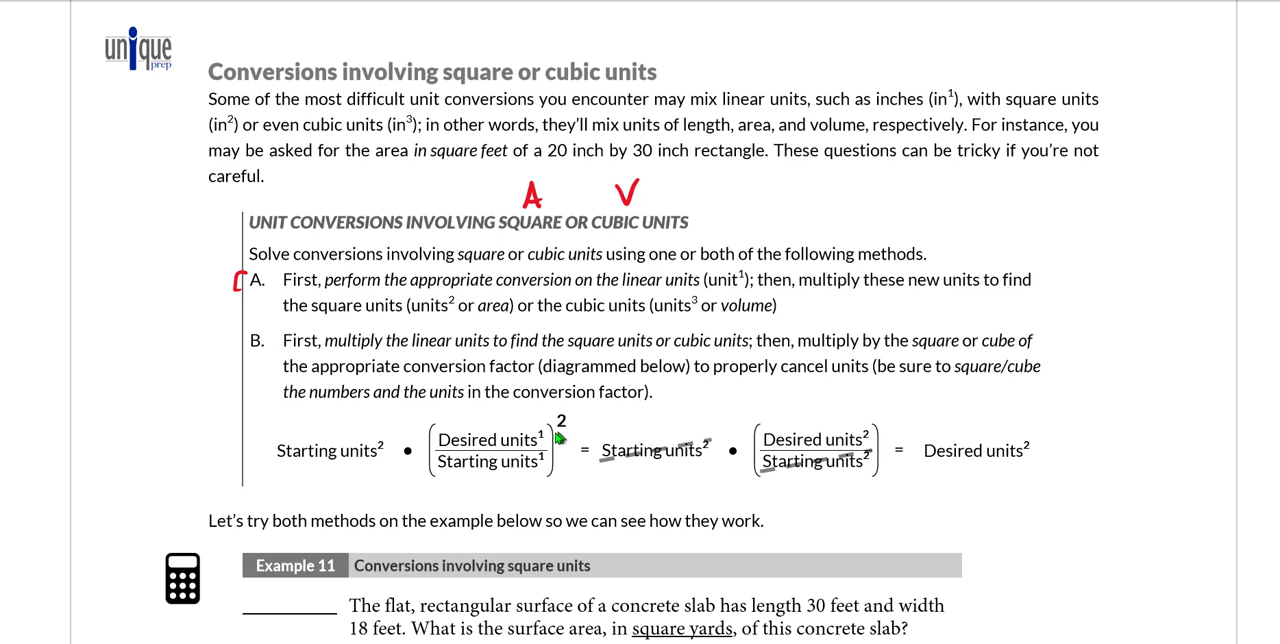 unique
prep
Conversions involving square or cubic units
Some of the most difficult unit conversions you encounter may mix linear units, such as inches (in¹), with square units
(in²) or even cubic units (in³); in other words, they’ll mix units of length, area, and volume, respectively. For instance, you
may be asked for the area in square feet of a 20 inch by 30 inch rectangle. These questions can be tricky if you’re not
careful.
A V
UNIT CONVERSIONS INVOLVING SQUARE OR CUBIC UNITS
Solve conversions involving square or cubic units using one or both of the following methods.
A. First, perform the appropriate conversion on the linear units (unit¹); then, multiply these new units to find
the square units (units² or area) or the cubic units (units³ or volume)
B. First, multiply the linear units to find the square units or cubic units; then, multiply by the square or cube of
the appropriate conversion factor (diagrammed below) to properly cancel units (be sure to square/cube
the numbers and the units in the conversion factor).
Starting units² • (Desired units¹ / Starting units¹)² = Starting units² • (Desired units² / Starting units²) = Desired units²
Let’s try both methods on the example below so we can see how they work.
Example 11 Conversions involving square units
The flat, rectangular surface of a concrete slab has length 30 feet and width
18 feet. What is the surface area, in square yards, of this concrete slab?